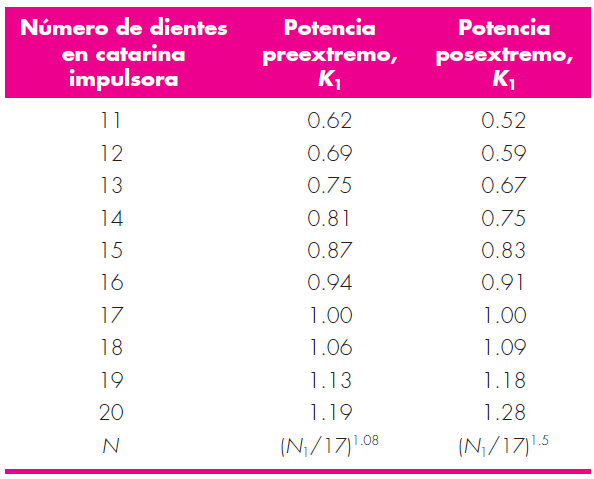 Número de dientes en catarina impulsora Potencia preextremo, K₁ Potencia posextremo, K₁
11 0.62 0.52
12 0.69 0.59
13 0.75 0.67
14 0.81 0.75
15 0.87 0.83
16 0.94 0.91
17 1.00 1.00
18 1.06 1.09
19 1.13 1.18
20 1.19 1.28
N (N₁/17)¹·⁰⁸ (N₁/17)¹·⁵